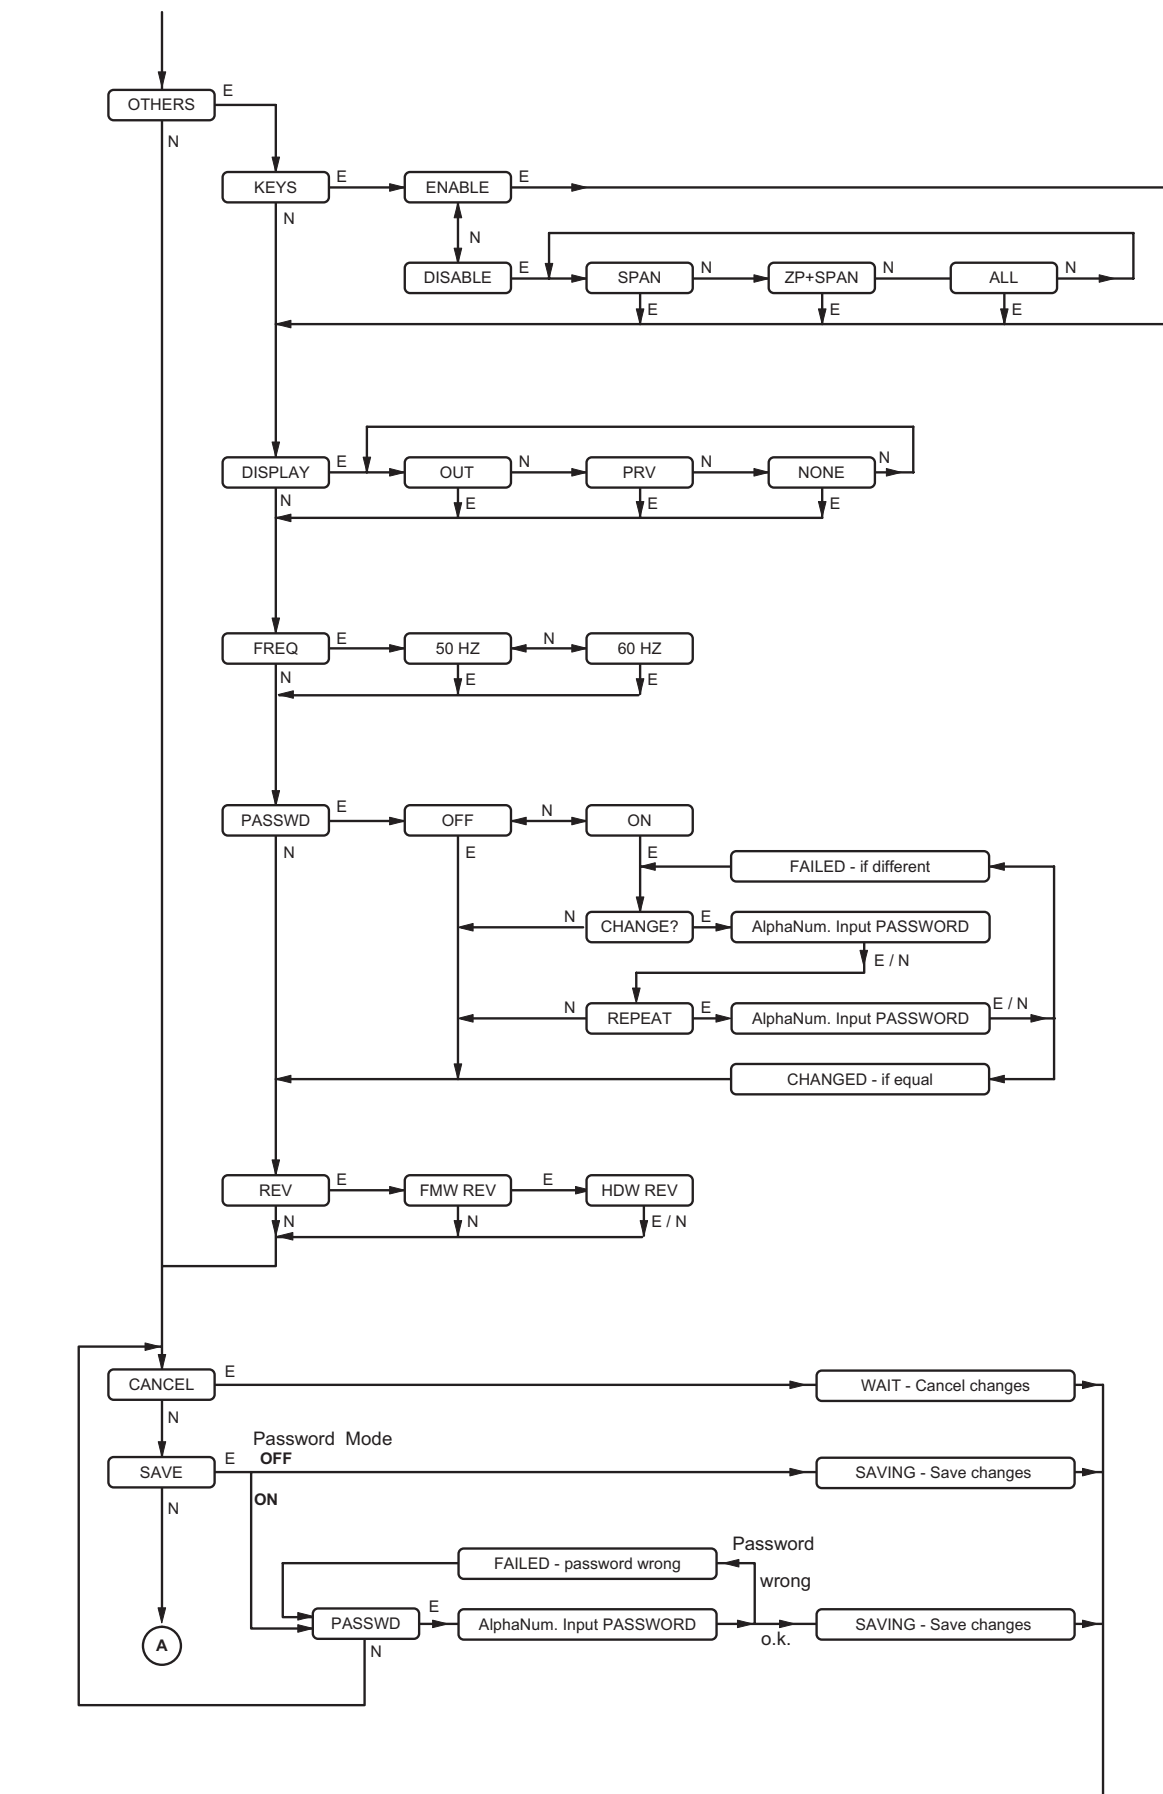 E
OTHERS
N
E
KEYS
N
ENABLE
E
N
DISABLE
E
SPAN
N
ZP+SPAN
N
ALL
N
E
E
E
DISPLAY
E
OUT
N
PRV
N
NONE
N
N
E
E
E
FREQ
E
50 HZ
N
60 HZ
N
E
E
PASSWD
E
OFF
N
ON
N
E
E
FAILED - if different
N
CHANGE?
E
AlphaNum. Input PASSWORD
E / N
N
REPEAT
E
AlphaNum. Input PASSWORD
E / N
CHANGED - if equal
REV
E
FMW REV
E
HDW REV
N
N
E / N
CANCEL
E
WAIT - Cancel changes
N
Password Mode
SAVE
E
OFF
SAVING - Save changes
N
ON
FAILED - password wrong
Password
wrong
PASSWD
E
AlphaNum. Input PASSWORD
o.k.
SAVING - Save changes
A
N